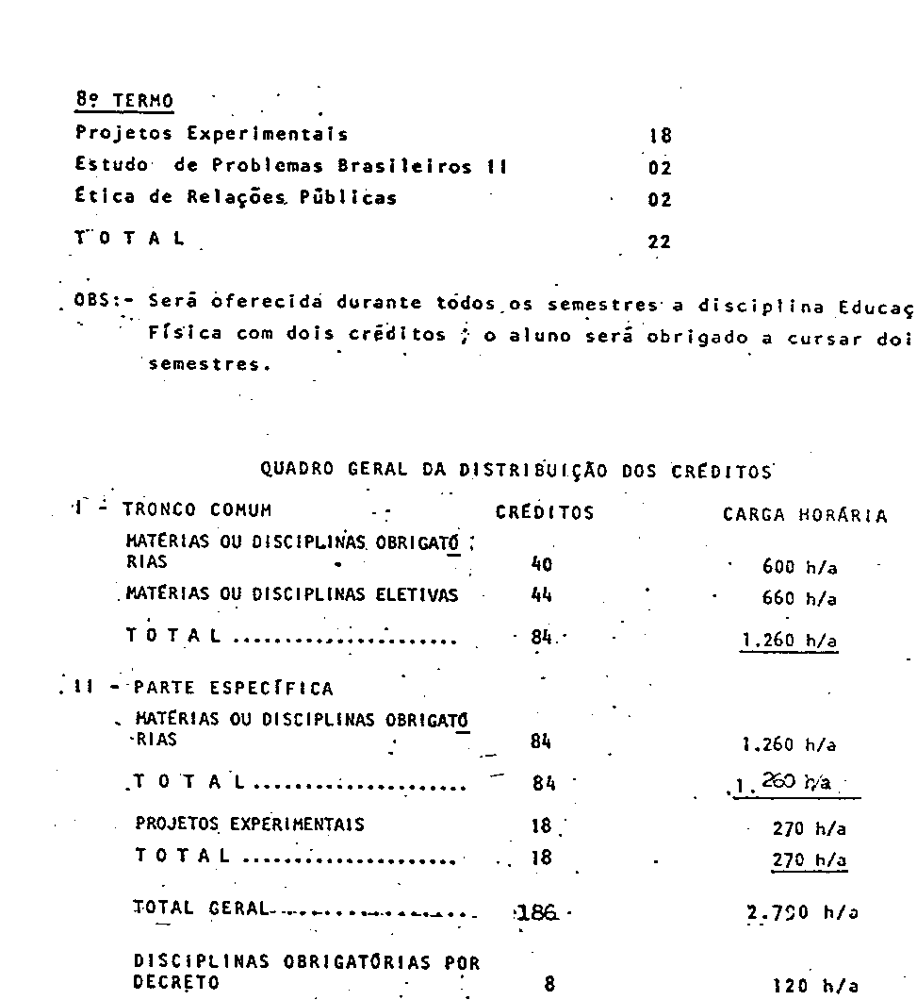 8º TERMO
Projetos Experimentais 18
Estudo de Problemas Brasileiros II 02
Ética de Relações Públicas 02
T O T A L 22
OBS:- Será oferecida durante todos os semestres a disciplina Educaç
Física com dois créditos ; o aluno será obrigado a cursar doi
semestres.
QUADRO GERAL DA DISTRIBUIÇÃO DOS CRÉDITOS
I - TRONCO COMUM CRÉDITOS CARGA HORÁRIA
MATÉRIAS OU DISCIPLINAS OBRIGATÓ
RIAS 40 600 h/a
MATÉRIAS OU DISCIPLINAS ELETIVAS 44 660 h/a
T O T A L ...................... 84 1.260 h/a
II - PARTE ESPECÍFICA
MATÉRIAS OU DISCIPLINAS OBRIGATÓ
RIAS 84 1.260 h/a
T O T A L ..................... 84 1.260 h/a
PROJETOS EXPERIMENTAIS 18 270 h/a
T O T A L ..................... 18 270 h/a
TOTAL GERAL.................... 186 2.790 h/a
DISCIPLINAS OBRIGATÓRIAS POR
DECRETO 8 120 h/a